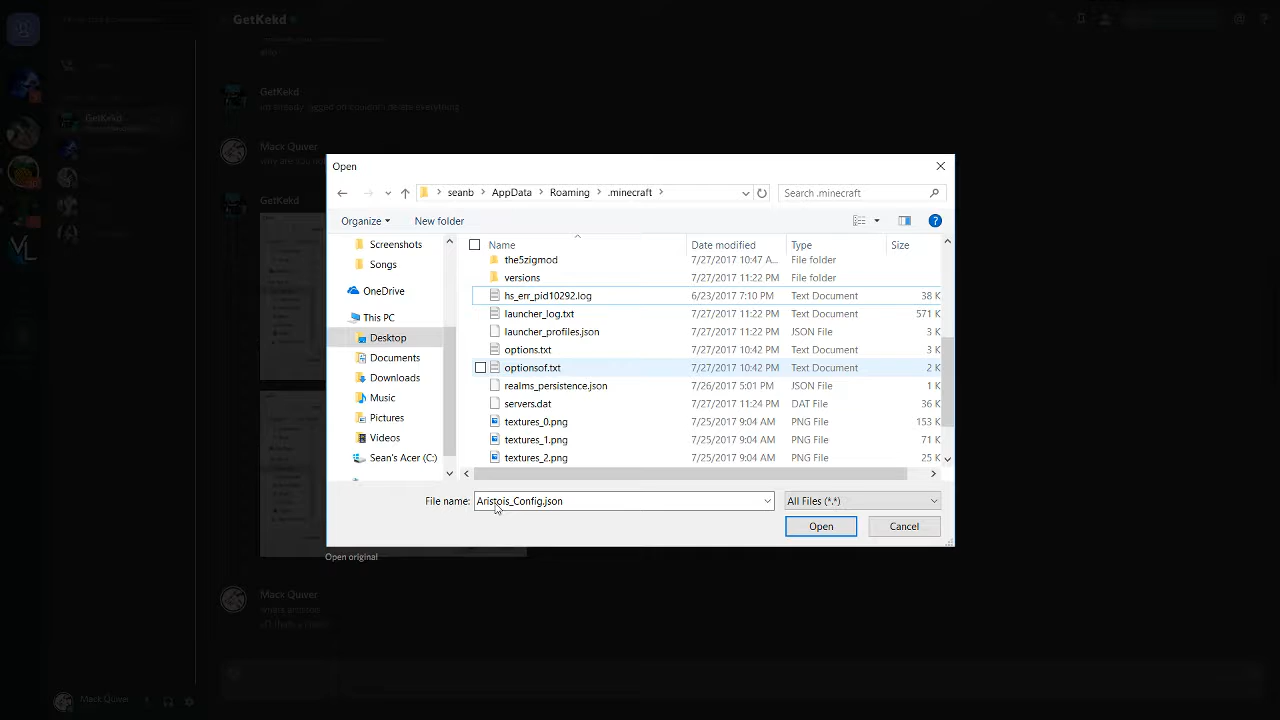 GetKekd
GetKekd
GetKekd
Mack Quiver
GetKekd
Open
seanb > AppData > Roaming > .minecraft >
Search .minecraft
Organize
New folder
Name
Date modified
Type
Size
Screenshots
Songs
OneDrive
This PC
Desktop
Documents
Downloads
Music
Pictures
Videos
Sean's Acer (C:)
the5zigmod 7/27/2017 10:47 A... File folder
versions 7/27/2017 11:22 PM File folder
hs_err_pid10292.log 6/23/2017 7:10 PM Text Document 38 K
launcher_log.txt 7/27/2017 11:22 PM Text Document 571 K
launcher_profiles.json 7/27/2017 11:22 PM JSON File 3 K
options.txt 7/27/2017 10:42 PM Text Document 3 K
optionsof.txt 7/27/2017 10:42 PM Text Document 2 K
realms_persistence.json 7/26/2017 5:01 PM JSON File 1 K
servers.dat 7/27/2017 11:24 PM DAT File 36 K
textures_0.png 7/25/2017 9:04 AM PNG File 153 K
textures_1.png 7/25/2017 9:04 AM PNG File 71 K
textures_2.png 7/25/2017 9:04 AM PNG File 25 K
File name: Aristois_Config.json
All Files (*.*)
Open
Cancel
Open original
Mack Quiver
Mack Quiver